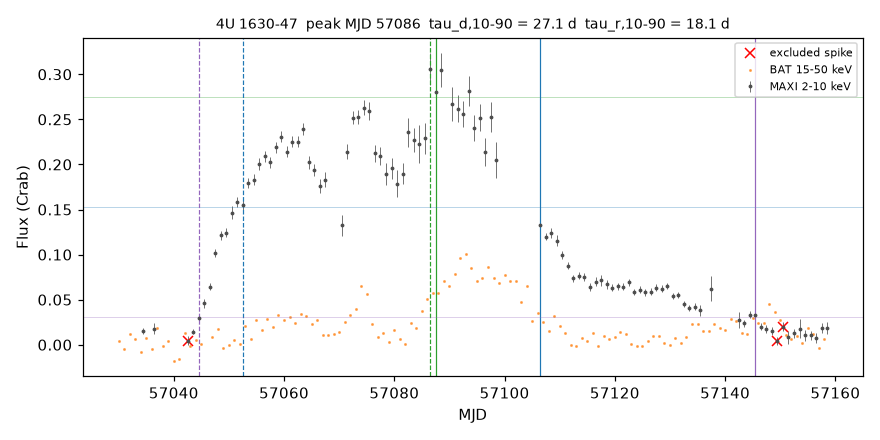 4U 1630-47  peak MJD 57086  tau_d,10-90 = 27.1 d  tau_r,10-90 = 18.1 d
excluded spike
BAT 15-50 keV
MAXI 2-10 keV
Flux (Crab)
0.30
0.25
0.20
0.15
0.10
0.05
0.00
57040
57060
57080
57100
57120
57140
57160
MJD